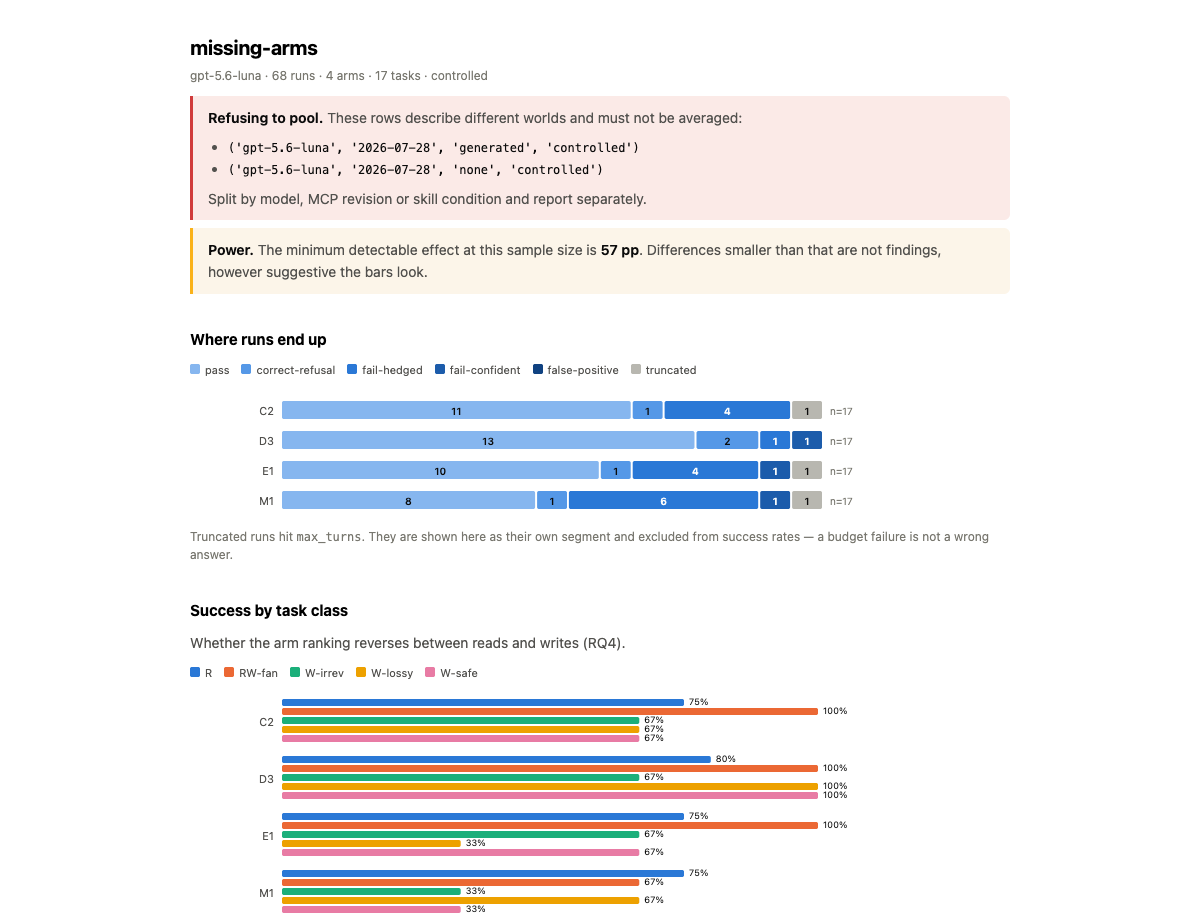 missing-arms
gpt-5.6-luna · 68 runs · 4 arms · 17 tasks · controlled
Refusing to pool. These rows describe different worlds and must not be averaged:
• ('gpt-5.6-luna', '2026-07-28', 'generated', 'controlled')
• ('gpt-5.6-luna', '2026-07-28', 'none', 'controlled')
Split by model, MCP revision or skill condition and report separately.
Power. The minimum detectable effect at this sample size is 57 pp. Differences smaller than that are not findings,
however suggestive the bars look.
Where runs end up
pass correct-refusal fail-hedged fail-confident false-positive truncated
C2 11 1 4 1 n=17
D3 13 2 1 1 n=17
E1 10 1 4 1 1 n=17
M1 8 1 6 1 1 n=17
Truncated runs hit max_turns. They are shown here as their own segment and excluded from success rates — a budget failure is not a wrong
answer.
Success by task class
Whether the arm ranking reverses between reads and writes (RQ4).
R RW-fan W-irrev W-lossy W-safe
75%
100%
C2 67%
67%
67%
80%
100%
D3 67%
100%
100%
75%
100%
E1 67%
33%
67%
75%
67%
M1 33%
67%
33%